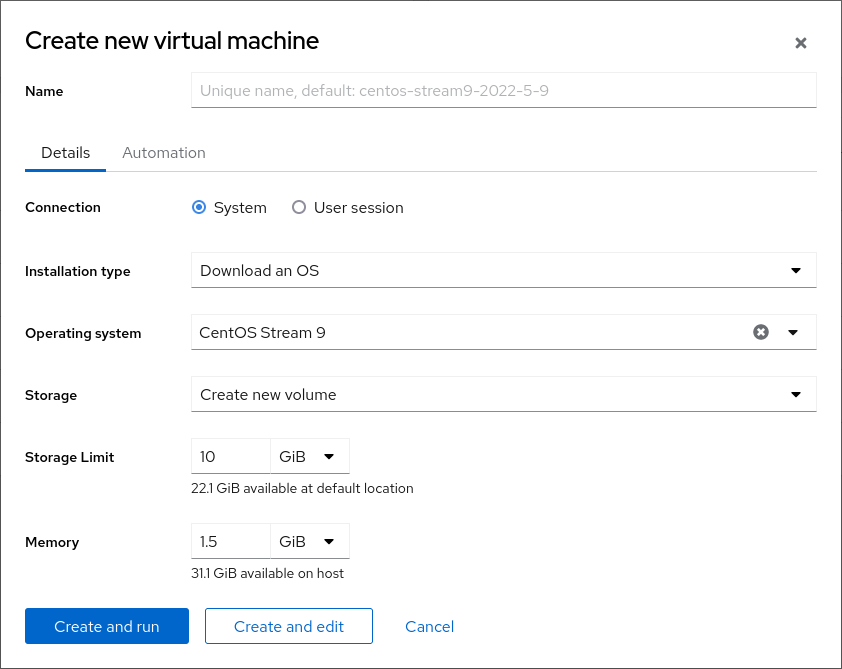 Create new virtual machine
Name
Unique name, default: centos-stream9-2022-5-9
Details
Automation
Connection
System
User session
Installation type
Download an OS
Operating system
CentOS Stream 9
Storage
Create new volume
Storage Limit
10
GiB
22.1 GiB available at default location
Memory
1.5
GiB
31.1 GiB available on host
Create and run
Create and edit
Cancel